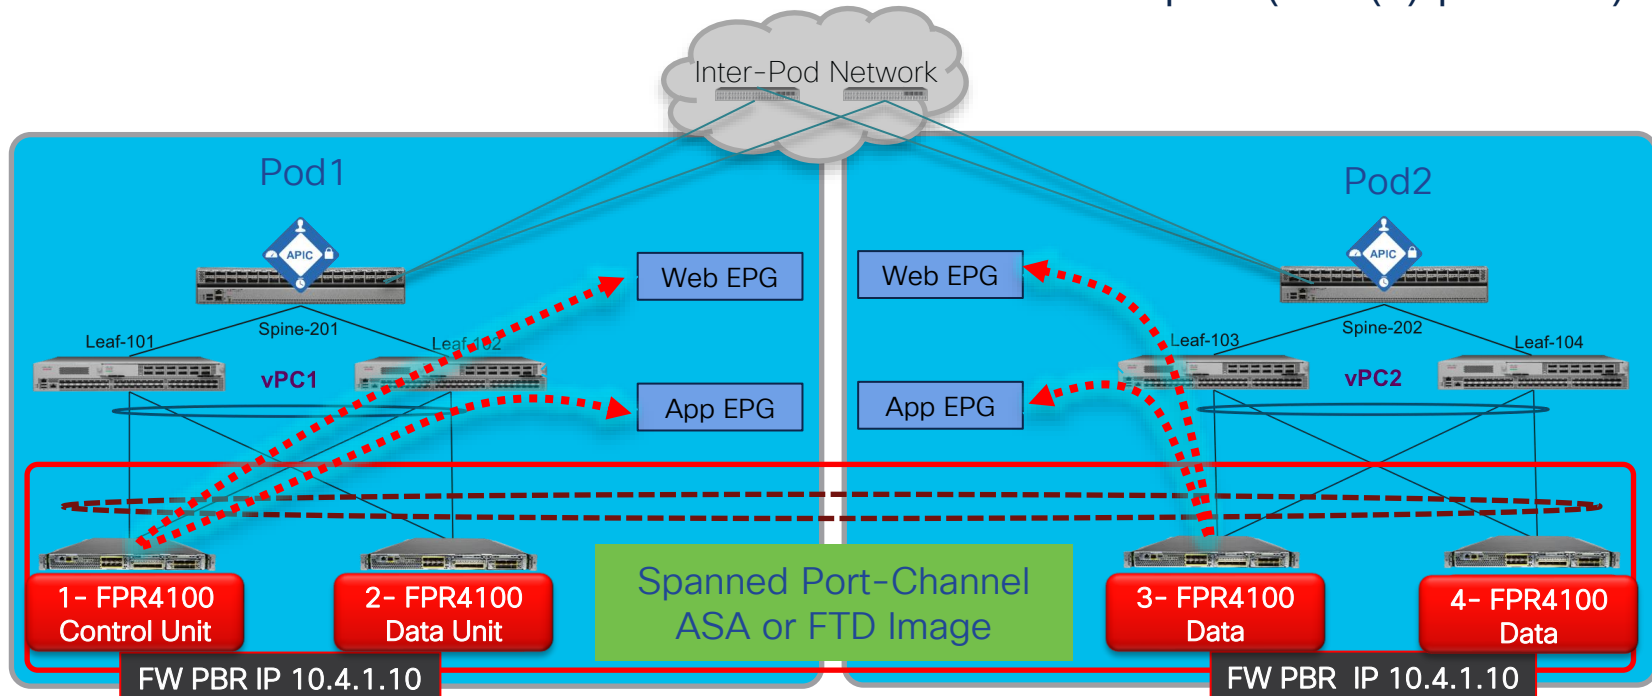 Inter-Pod Network
Pod1
Pod2
APIC
APIC
Web EPG
Web EPG
Spine-201
Spine-202
Leaf-101
Leaf-102
Leaf-103
Leaf-104
vPC1
vPC2
App EPG
App EPG
Spanned Port-Channel
ASA or FTD Image
1- FPR4100
Control Unit
2- FPR4100
Data Unit
3- FPR4100
Data
4- FPR4100
Data
FW PBR IP 10.4.1.10
FW PBR IP 10.4.1.10